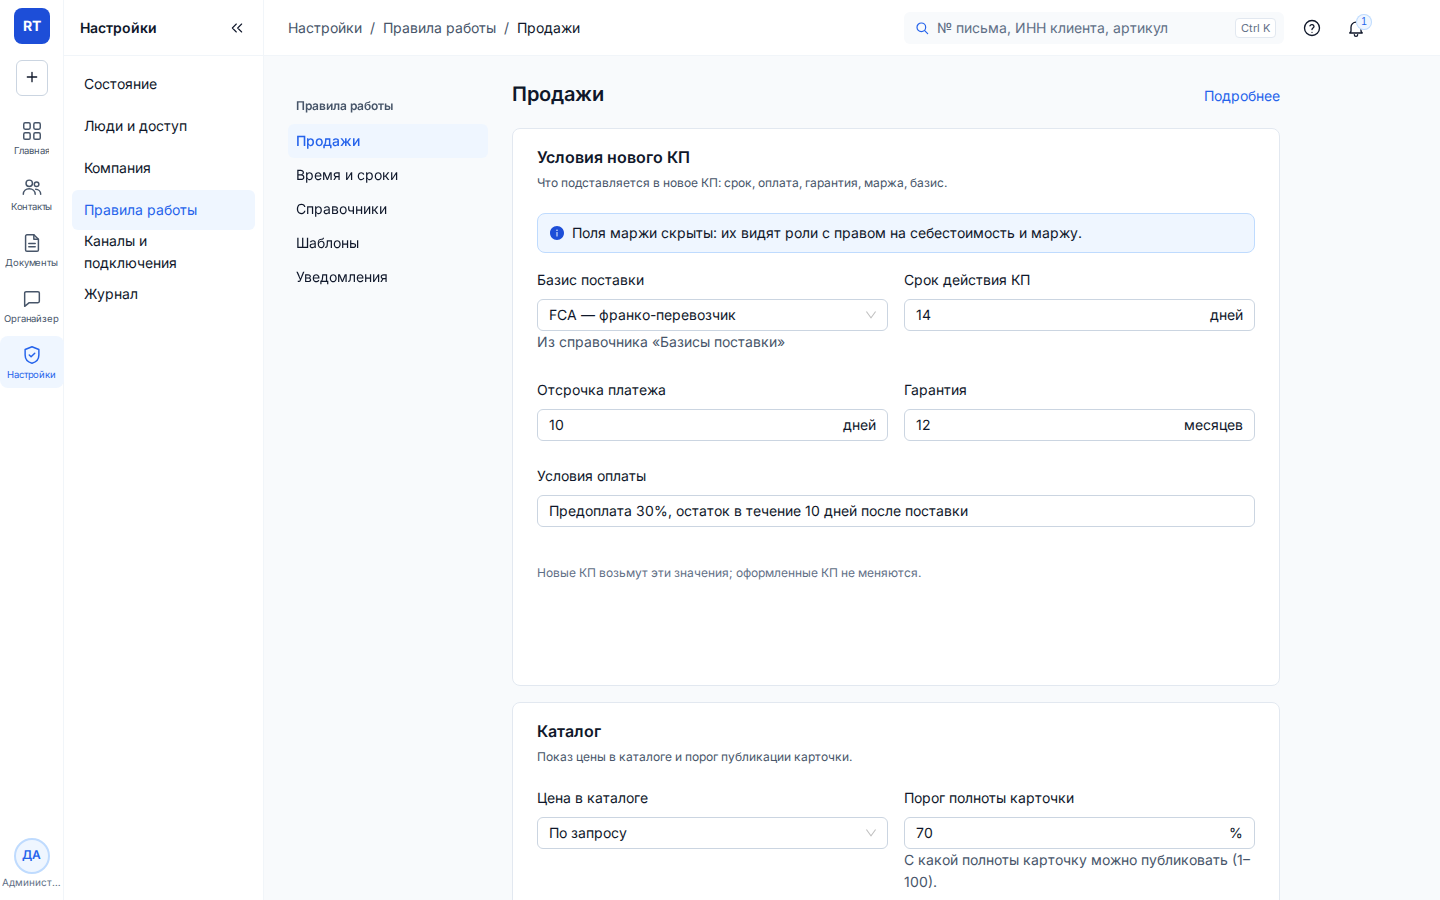 RT
Главная
Контакты
Документы
Органайзер
Настройки
ДА
Админист...
Настройки
Состояние
Люди и доступ
Компания
Правила работы
Каналы и
подключения
Журнал
Настройки / Правила работы / Продажи
№ письма, ИНН клиента, артикул
Ctrl K
1
Правила работы
Продажи
Время и сроки
Справочники
Шаблоны
Уведомления
Продажи
Подробнее
Условия нового КП
Что подставляется в новое КП: срок, оплата, гарантия, маржа, базис.
Поля маржи скрыты: их видят роли с правом на себестоимость и маржу.
Базис поставки
FCA — франко-перевозчик
Из справочника «Базисы поставки»
Срок действия КП
14 дней
Отсрочка платежа
10 дней
Гарантия
12 месяцев
Условия оплаты
Предоплата 30%, остаток в течение 10 дней после поставки
Новые КП возьмут эти значения; оформленные КП не меняются.
Каталог
Показ цены в каталоге и порог публикации карточки.
Цена в каталоге
По запросу
Порог полноты карточки
70 %
С какой полноты карточку можно публиковать (1–
100).